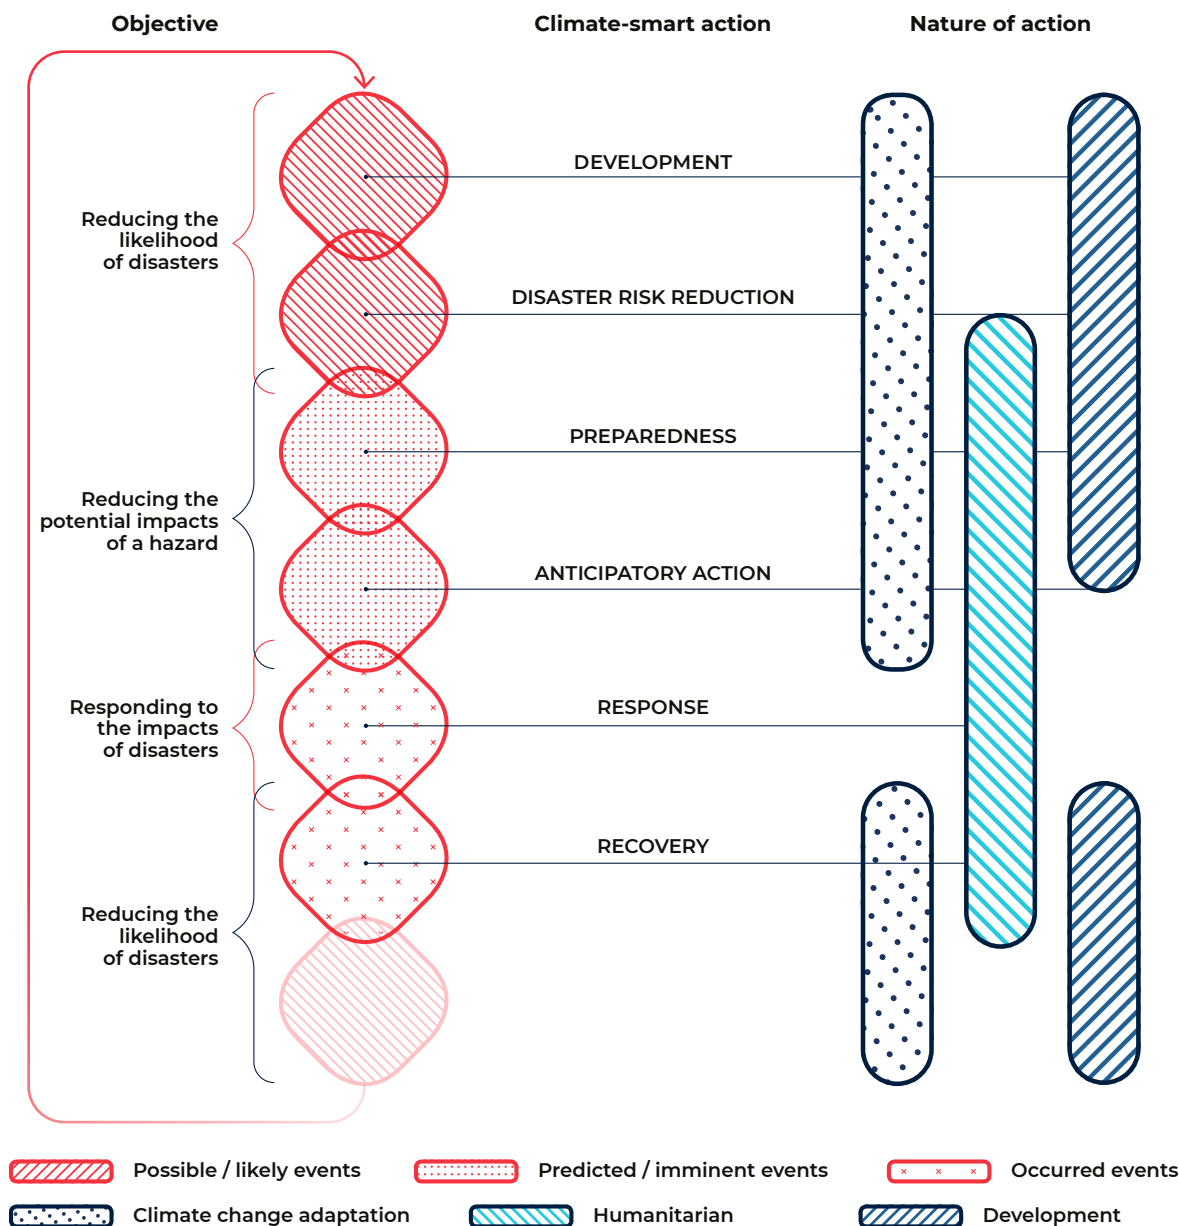 Objective
Climate-smart action
Nature of action
DEVELOPMENT
Reducing the
likelihood
of disasters
DISASTER RISK REDUCTION
PREPAREDNESS
Reducing the
potential impacts
of a hazard
ANTICIPATORY ACTION
Responding to
the impacts
of disasters
RESPONSE
RECOVERY
Reducing the
likelihood
of disasters
Possible / likely events
Predicted / imminent events
Occurred events
Climate change adaptation
Humanitarian
Development